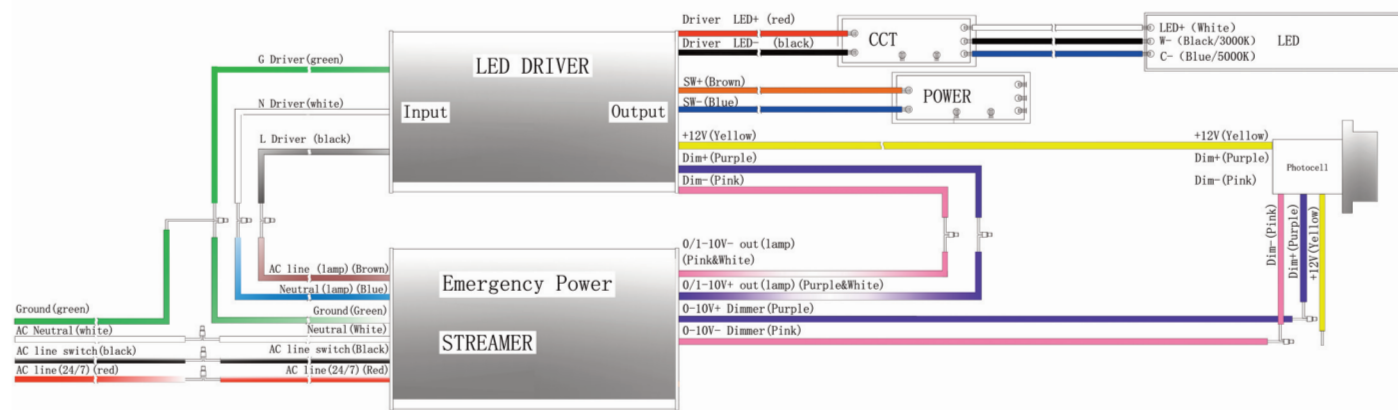 Driver LED+ (red)
Driver LED- (black)
CCT
LED+ (White)
W- (Black/3000K)
C- (Blue/5000K)
LED
G Driver(green)
LED DRIVER
N Driver(white)
Input
Output
L Driver (black)
SW+(Brown)
SW-(Blue)
POWER
+12V(Yellow)
Dim+(Purple)
Dim-(Pink)
+12V(Yellow)
Dim+(Purple)
Dim-(Pink)
Photocell
Dim-(Pink)
Dim+(Purple)
+12V(Yellow)
0/1-10V- out(lamp)
(Pink&White)
0/1-10V+ out(lamp)(Purple&White)
0-10V+ Dimmer(Purple)
0-10V- Dimmer(Pink)
AC line (lamp)(Brown)
Neutral(lamp)(Blue)
Ground(Green)
Neutral(White)
AC line switch(Black)
AC line(24/7)(Red)
Emergency Power
STREAMER
Ground(green)
AC Neutral(white)
AC line switch(black)
AC line(24/7)(red)